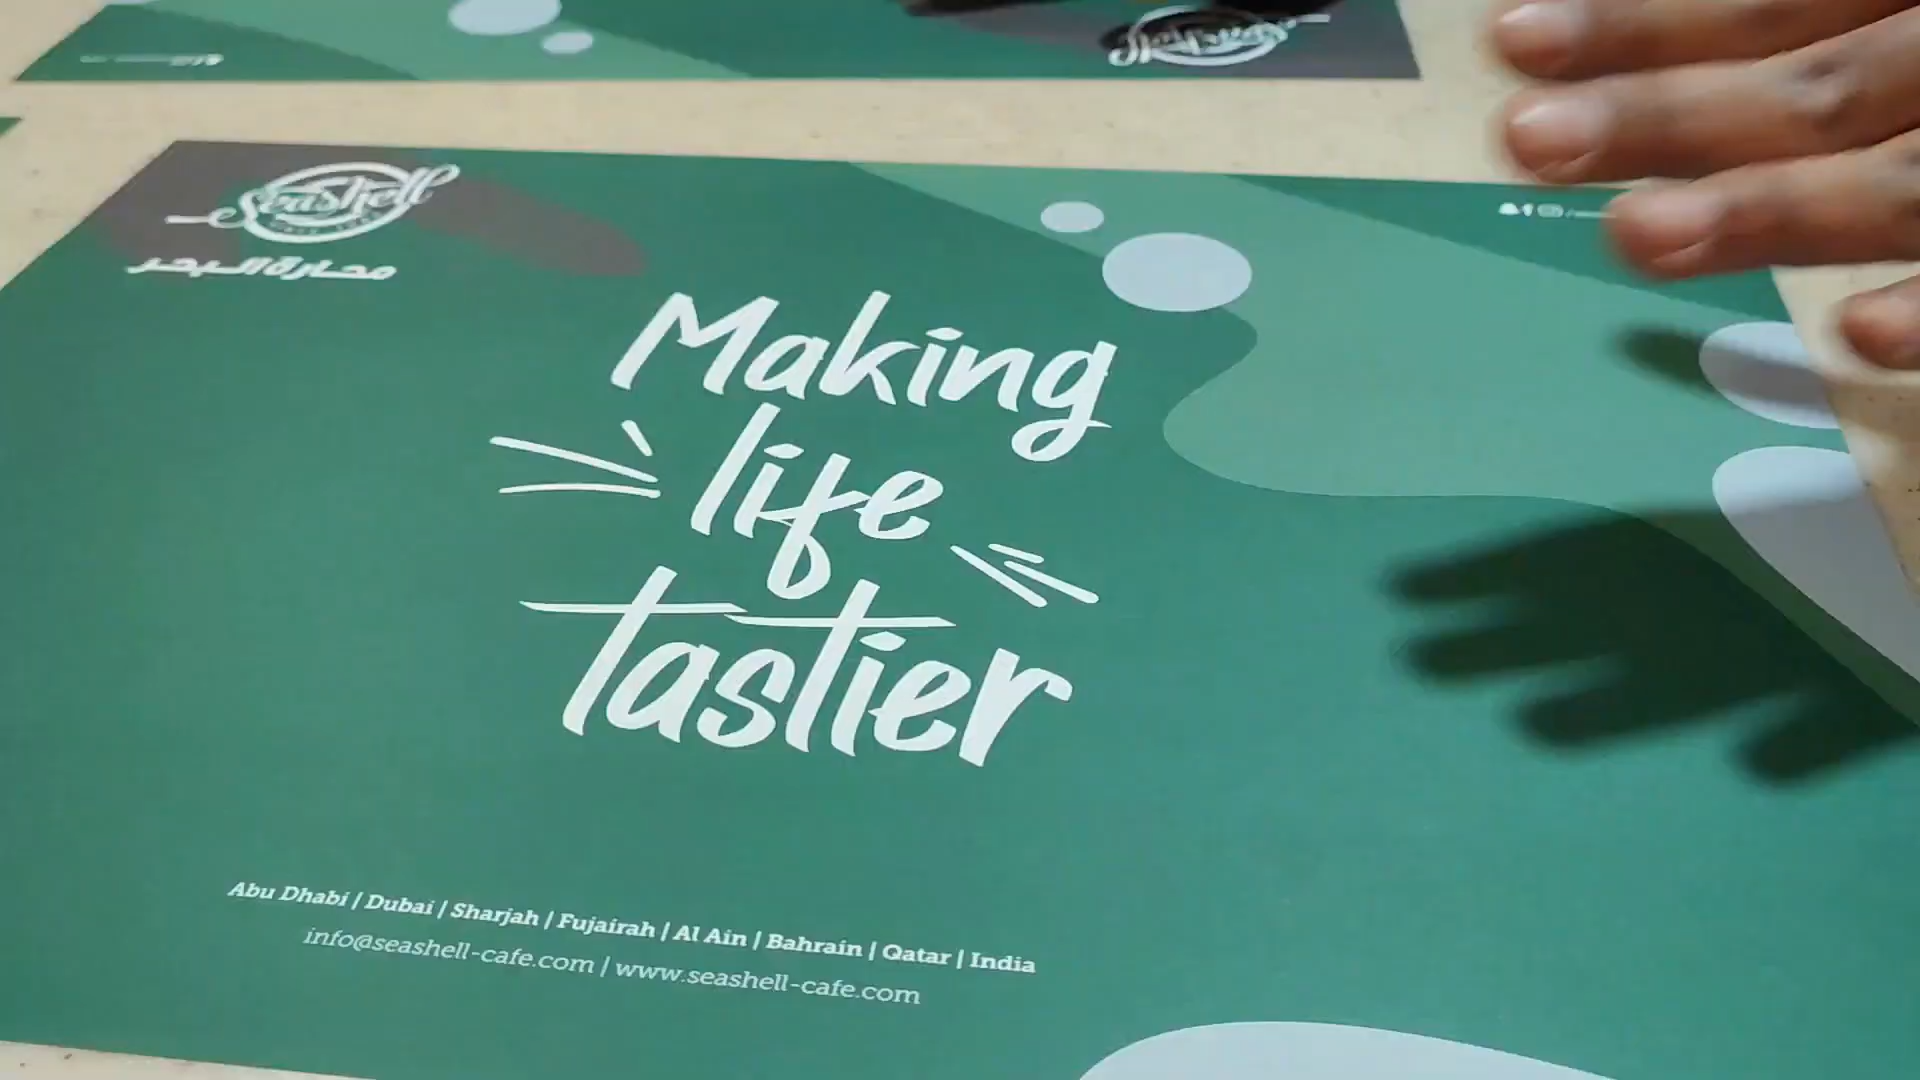 Seashell
محارة البحر
Making
life
tastier
Abu Dhabi | Dubai | Sharjah | Fujairah | Al Ain | Bahrain | Qatar | India
info@seashell-cafe.com | www.seashell-cafe.com